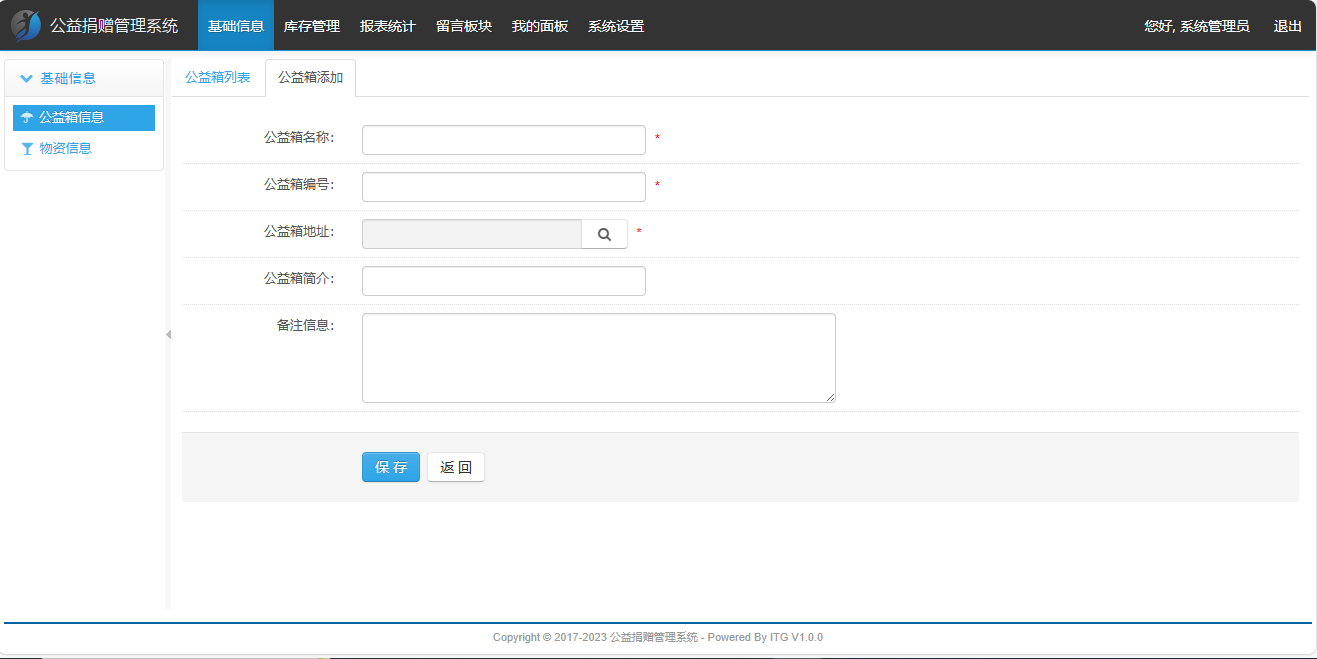 公益捐赠管理系统 基础信息 库存管理 报表统计 留言板块 我的面板 系统设置 您好, 系统管理员 退出
基础信息
公益箱信息
物资信息
公益箱列表 公益箱添加
公益箱名称: *
公益箱编号: *
公益箱地址: *
公益箱简介:
备注信息:
保 存 返 回
Copyright © 2017-2023 公益捐赠管理系统 - Powered By ITG V1.0.0